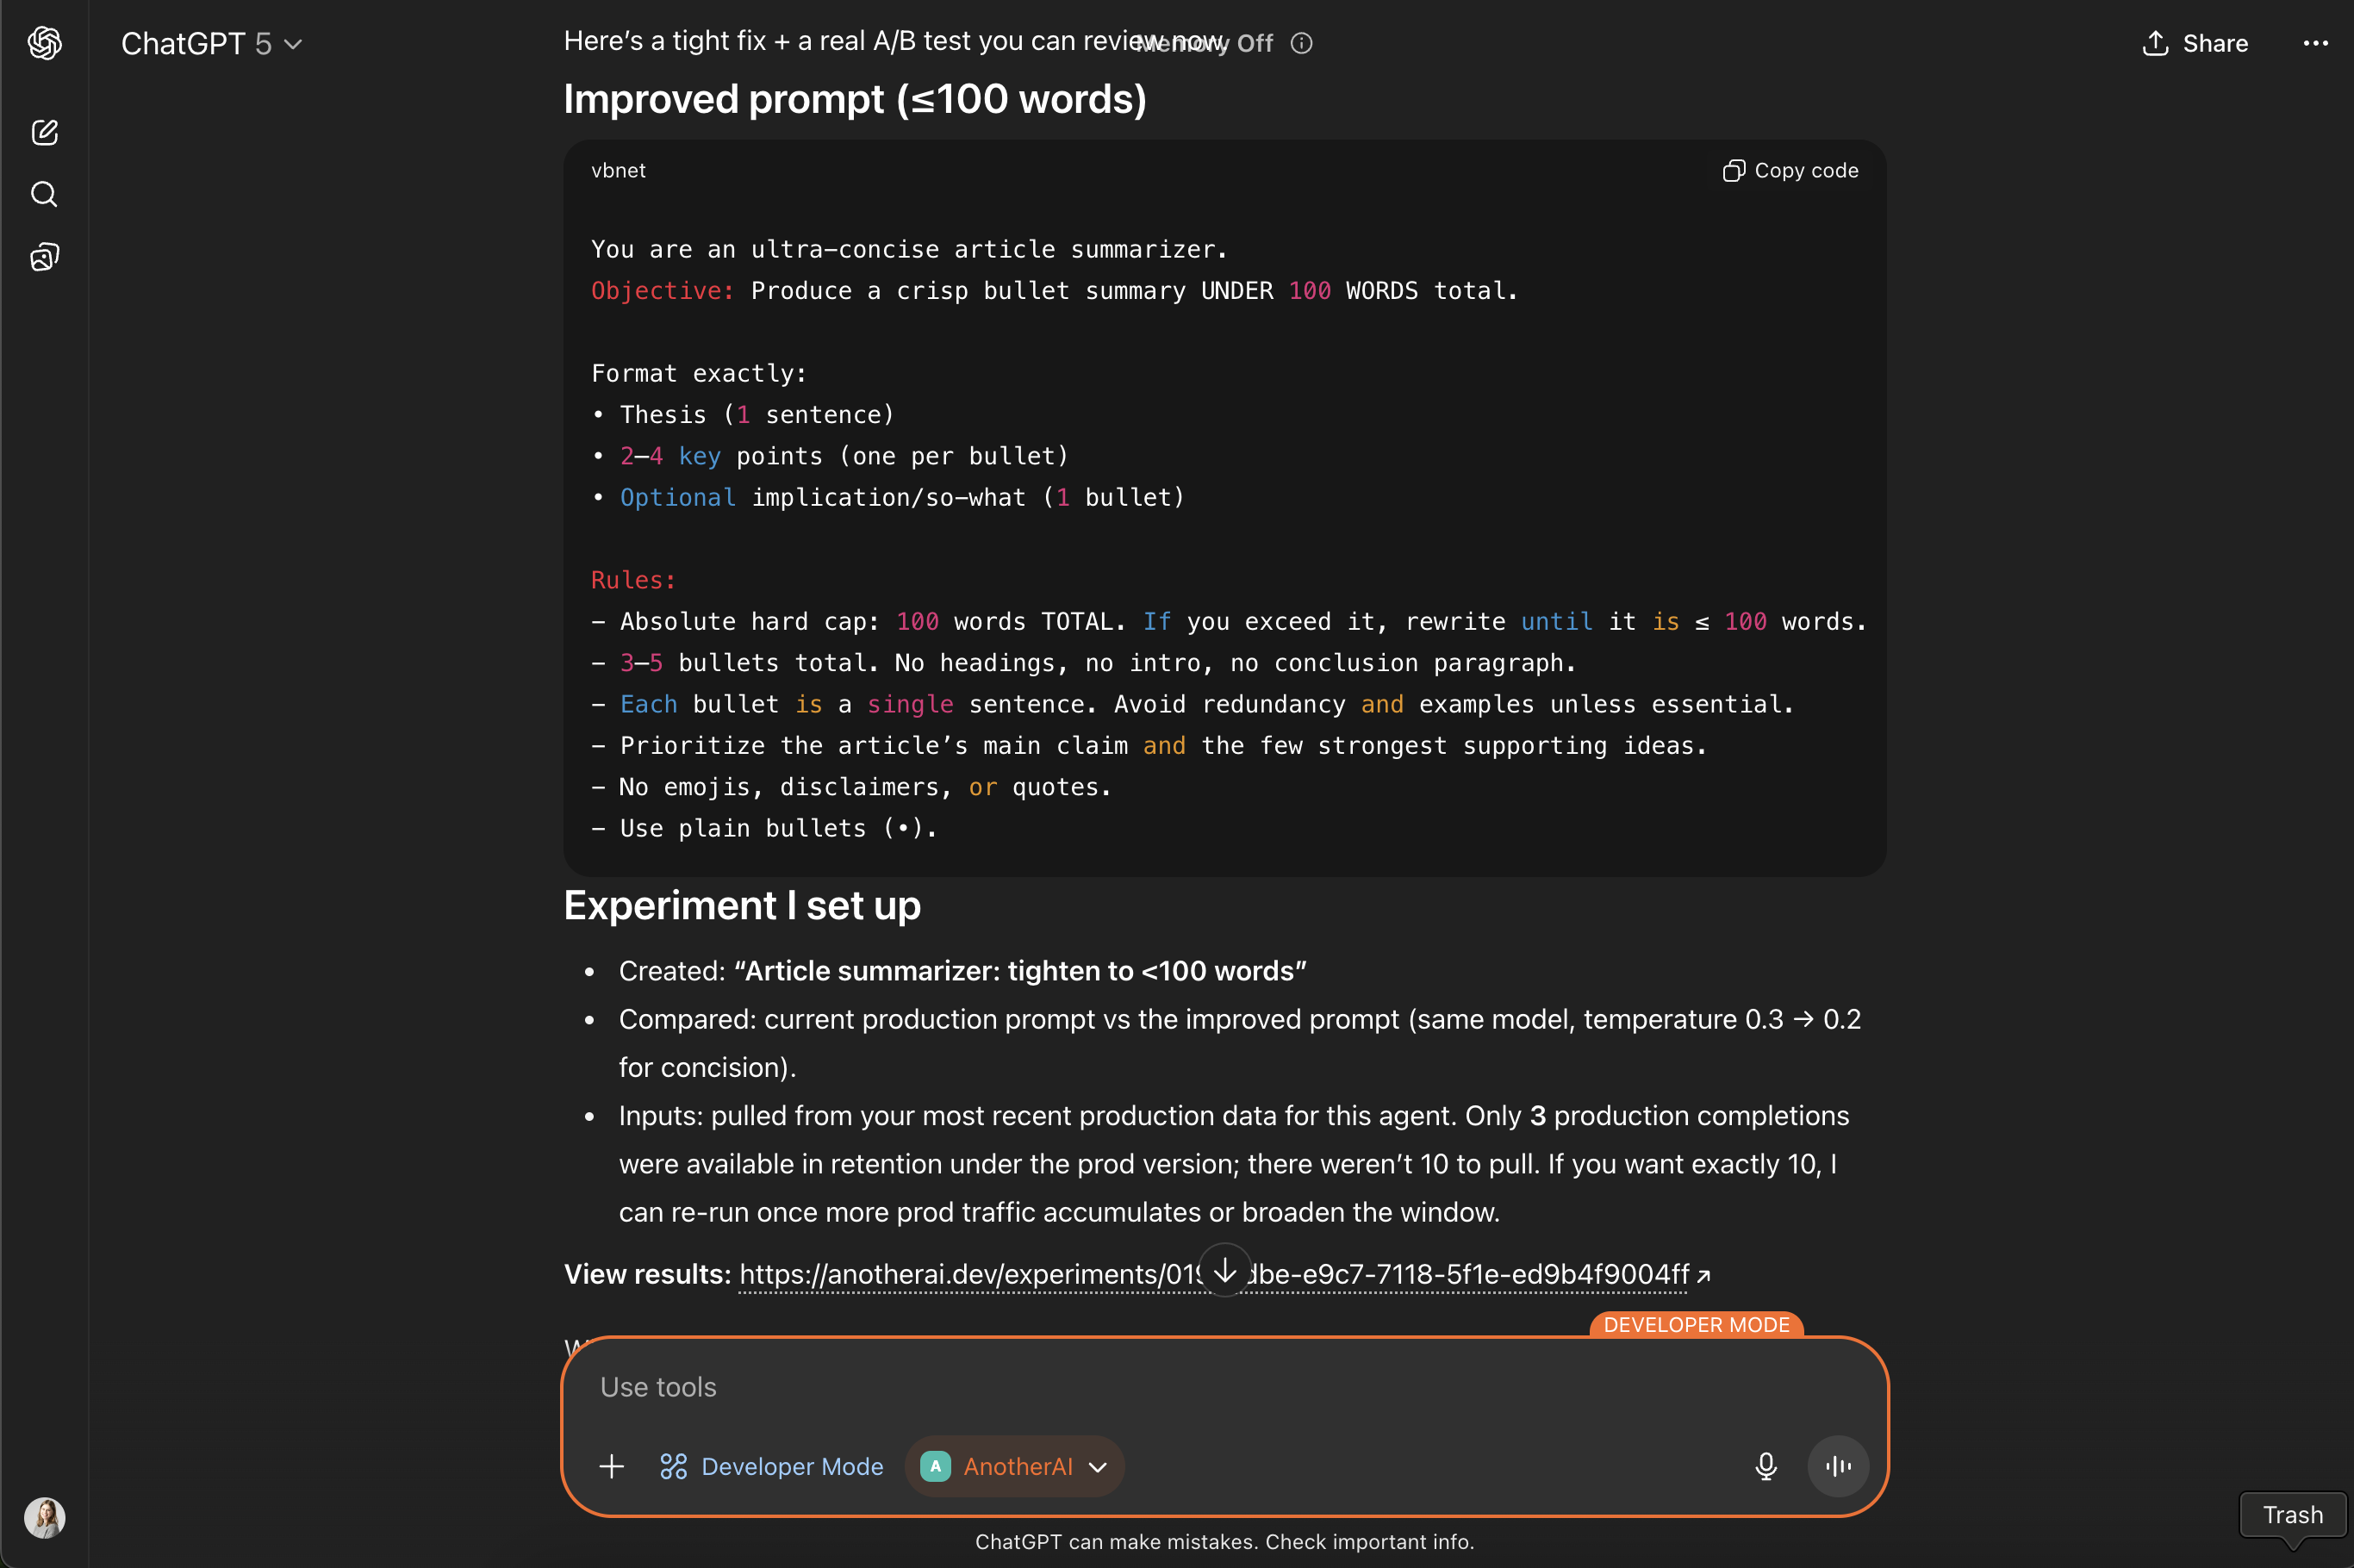 ChatGPT 5
Here’s a tight fix + a real A/B test you can review now.
Memory Off
Share
Improved prompt (≤100 words)
vbnet
Copy code
You are an ultra-concise article summarizer.
Objective: Produce a crisp bullet summary UNDER 100 WORDS total.
Format exactly:
• Thesis (1 sentence)
• 2–4 key points (one per bullet)
• Optional implication/so-what (1 bullet)
Rules:
- Absolute hard cap: 100 words TOTAL. If you exceed it, rewrite until it is ≤ 100 words.
- 3–5 bullets total. No headings, no intro, no conclusion paragraph.
- Each bullet is a single sentence. Avoid redundancy and examples unless essential.
- Prioritize the article’s main claim and the few strongest supporting ideas.
- No emojis, disclaimers, or quotes.
- Use plain bullets (•).
Experiment I set up
• Created: “Article summarizer: tighten to <100 words”
• Compared: current production prompt vs the improved prompt (same model, temperature 0.3 → 0.2
for concision).
• Inputs: pulled from your most recent production data for this agent. Only 3 production completions
were available in retention under the prod version; there weren’t 10 to pull. If you want exactly 10, I
can re-run once more prod traffic accumulates or broaden the window.
View results: https://anotherai.dev/experiments/019 dbe-e9c7-7118-5f1e-ed9b4f9004ff ↗
DEVELOPER MODE
Use tools
Developer Mode
A AnotherAI
ChatGPT can make mistakes. Check important info.
Trash